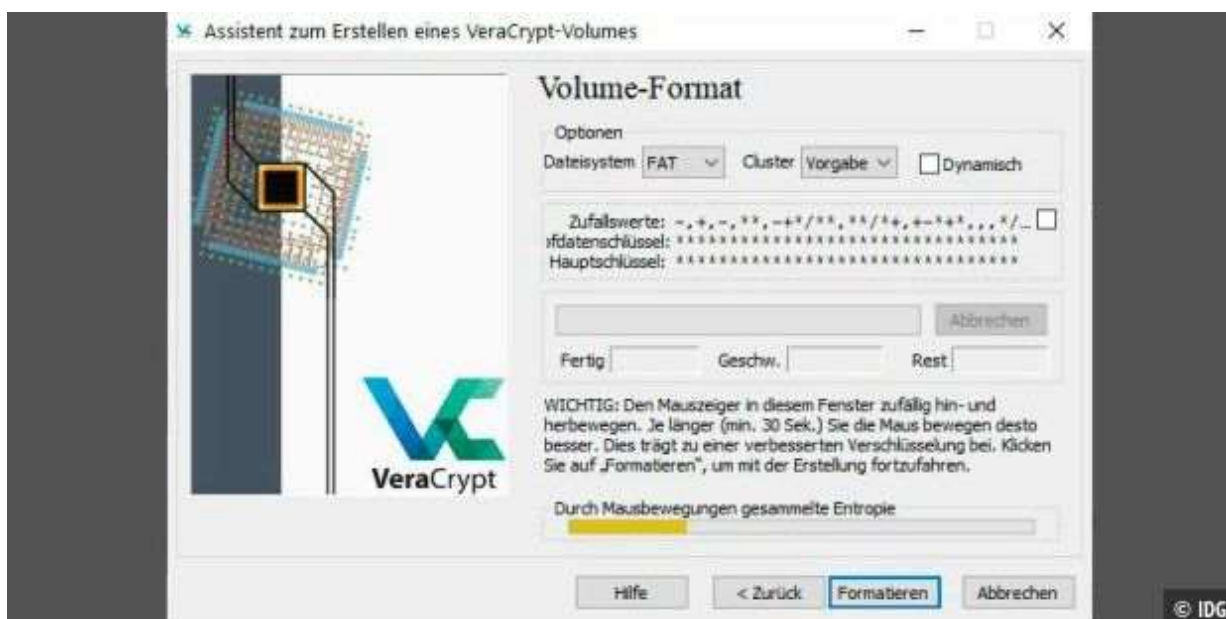 Assistent zum Erstellen eines VeraCrypt-Volumes
Volume-Format
Optionen
Dateisystem FAT Cluster Vorgabe Dynamisch
Zufallswerte: -,+,-,**,-+*/**,**/*+,+-*+*,,,*/...
ofdatenschlüssel: ********************************
Hauptschlüssel: ********************************
Abbrechen
Fertig Geschw. Rest
WICHTIG: Den Mauszeiger in diesem Fenster zufällig hin- und
herbewegen. Je länger (min. 30 Sek.) Sie die Maus bewegen desto
besser. Dies trägt zu einer verbesserten Verschlüsselung bei. Klicken
Sie auf „Formatieren", um mit der Erstellung fortzufahren.
VeraCrypt
Durch Mausbewegungen gesammelte Entropie
Hilfe < Zurück Formatieren Abbrechen
© IDG